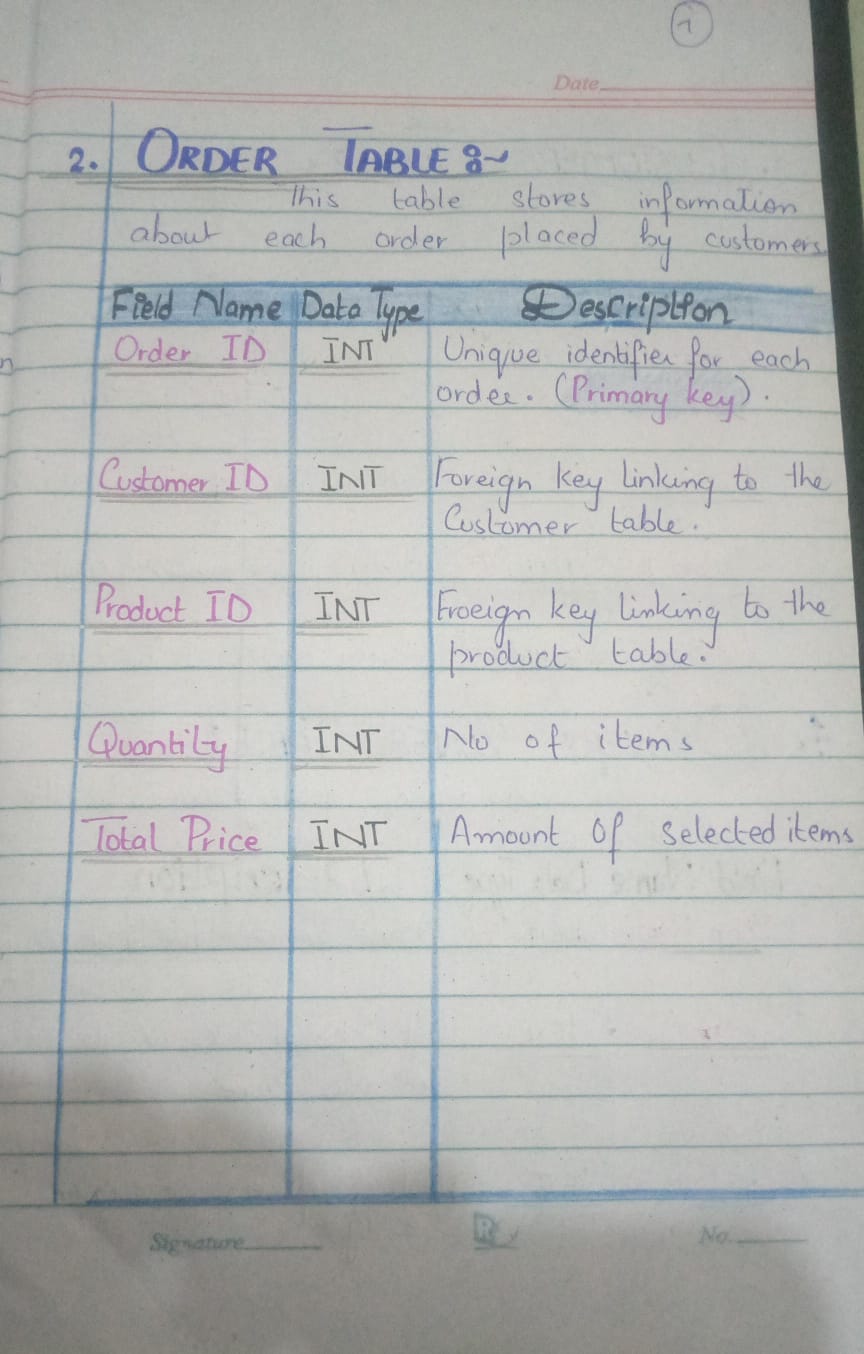 1
Date
2. ORDER TABLE :~
This table stores information
about each order placed by customers
Field Name Data Type Description
Order ID INT Unique identifier for each
order. (Primary key).
Customer ID INT Foreign key linking to the
Customer table.
Product ID INT Froeign key linking to the
product table.
Quantity INT No of items
Total Price INT Amount of selected items
Signature R No.